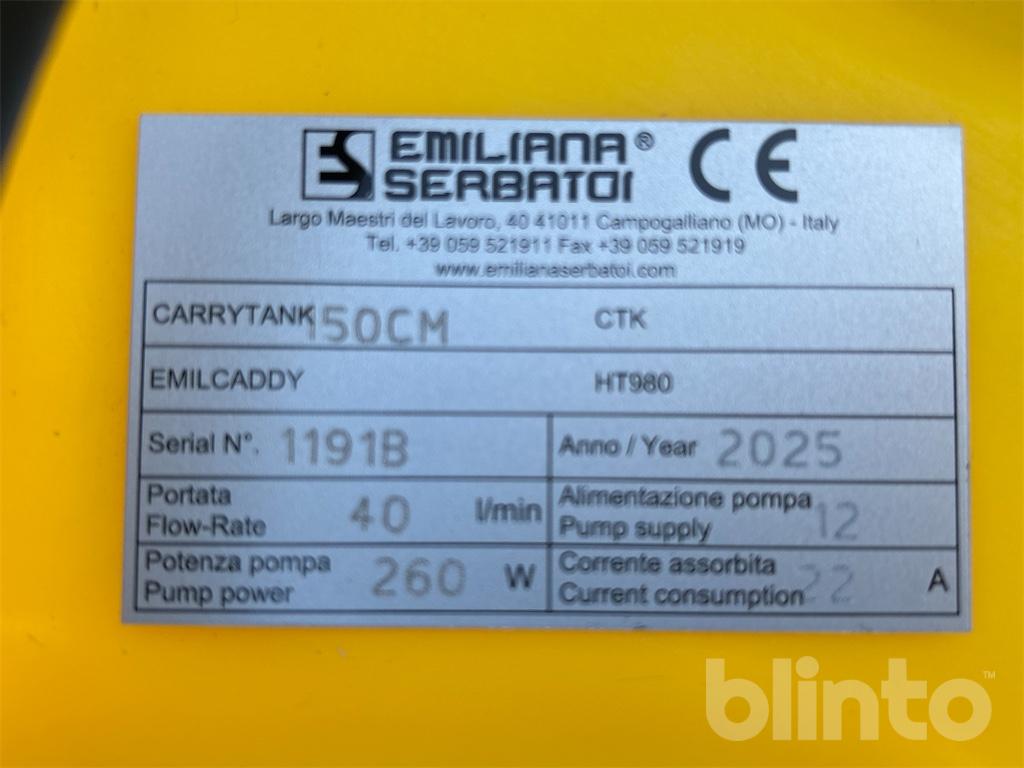 EMILIANA® CE
SERBATOI
Largo Maestri del Lavoro, 40 41011 Campogalliano (MO) - Italy
Tel. +39 059 521911 Fax +39 059 521919
www.emilianaserbatoi.com
CARRYTANK 150CM CTK
EMILCADDY HT980
Serial N°. 1191B Anno / Year 2025
Portata
Flow-Rate 40 l/min
Alimentazione pompa
Pump supply 12
Potenza pompa
Pump power 260 W
Corrente assorbita
Current consumption 22 A
blinto™